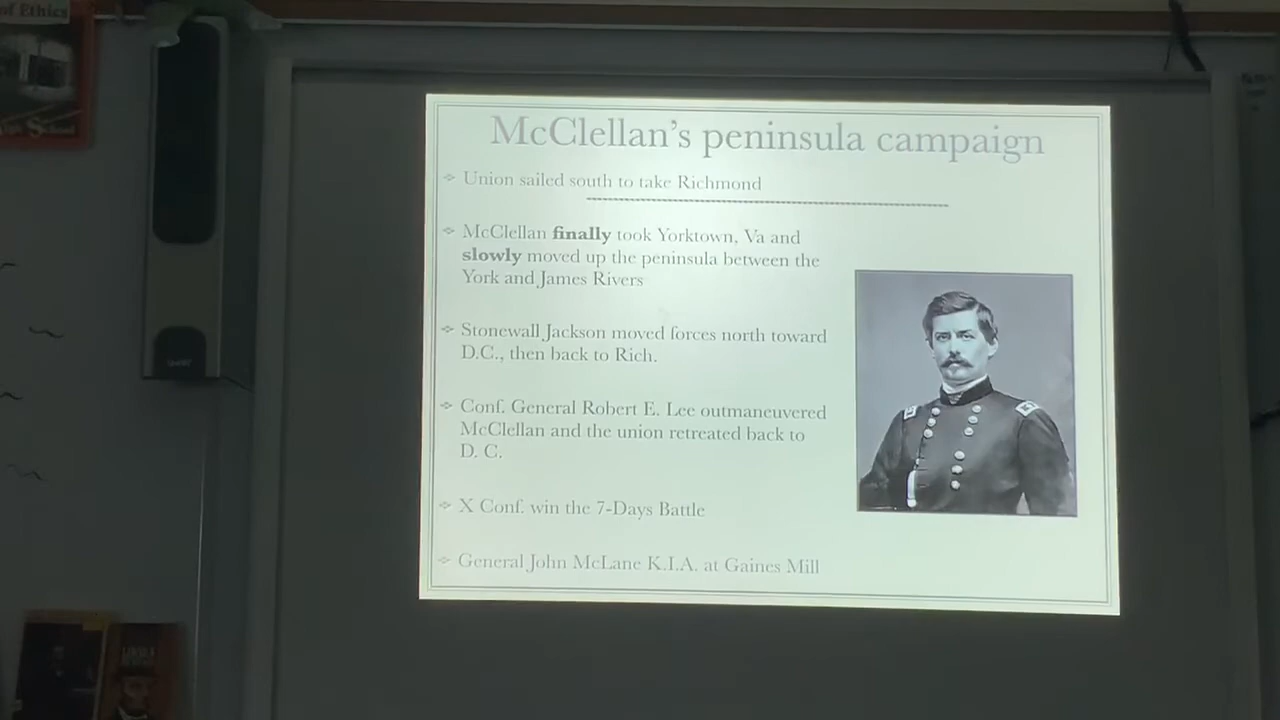 of Ethics
McClellan's peninsula campaign
Union sailed south to take Richmond
McClellan finally took Yorktown, Va and
slowly moved up the peninsula between the
York and James Rivers
Stonewall Jackson moved forces north toward
D.C., then back to Rich.
Conf. General Robert E. Lee outmaneuvered
McClellan and the union retreated back to
D. C.
X Conf. win the 7-Days Battle
General John McLane K.I.A. at Gaines Mill